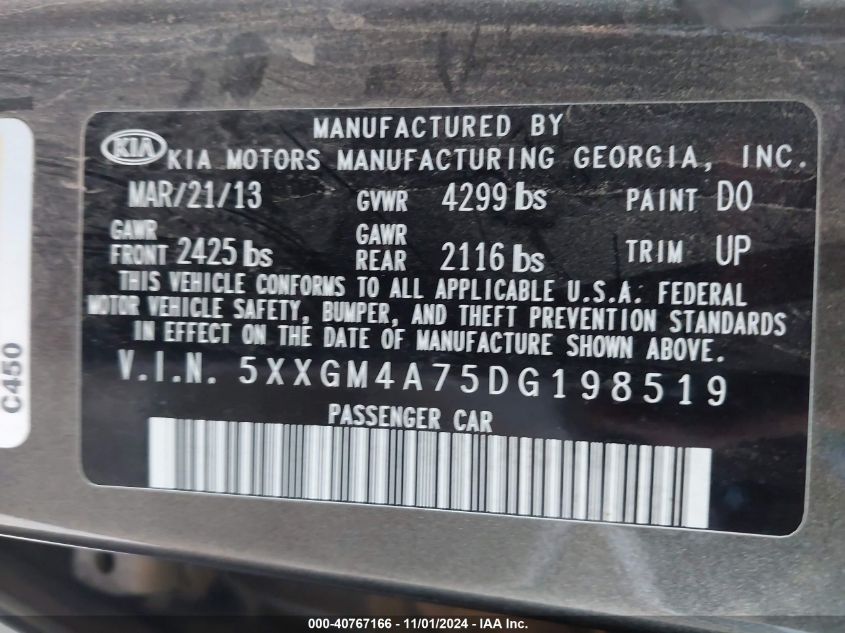 MANUFACTURED BY
KIA KIA MOTORS MANUFACTURING GEORGIA, INC.
MAR/21/13 GVWR 4299 bs PAINT DO
GAWR FRONT 2425 bs GAWR REAR 2116 bs TRIM UP
THIS VEHICLE CONFORMS TO ALL APPLICABLE U.S.A. FEDERAL
MOTOR VEHICLE SAFETY, BUMPER, AND THEFT PREVENTION STANDARDS
IN EFFECT ON THE DATE OF MANUFACTURE SHOWN ABOVE.
V.I.N. 5XXGM4A75DG198519
PASSENGER CAR
C450
000-40767166 - 11/01/2024 - IAA Inc.